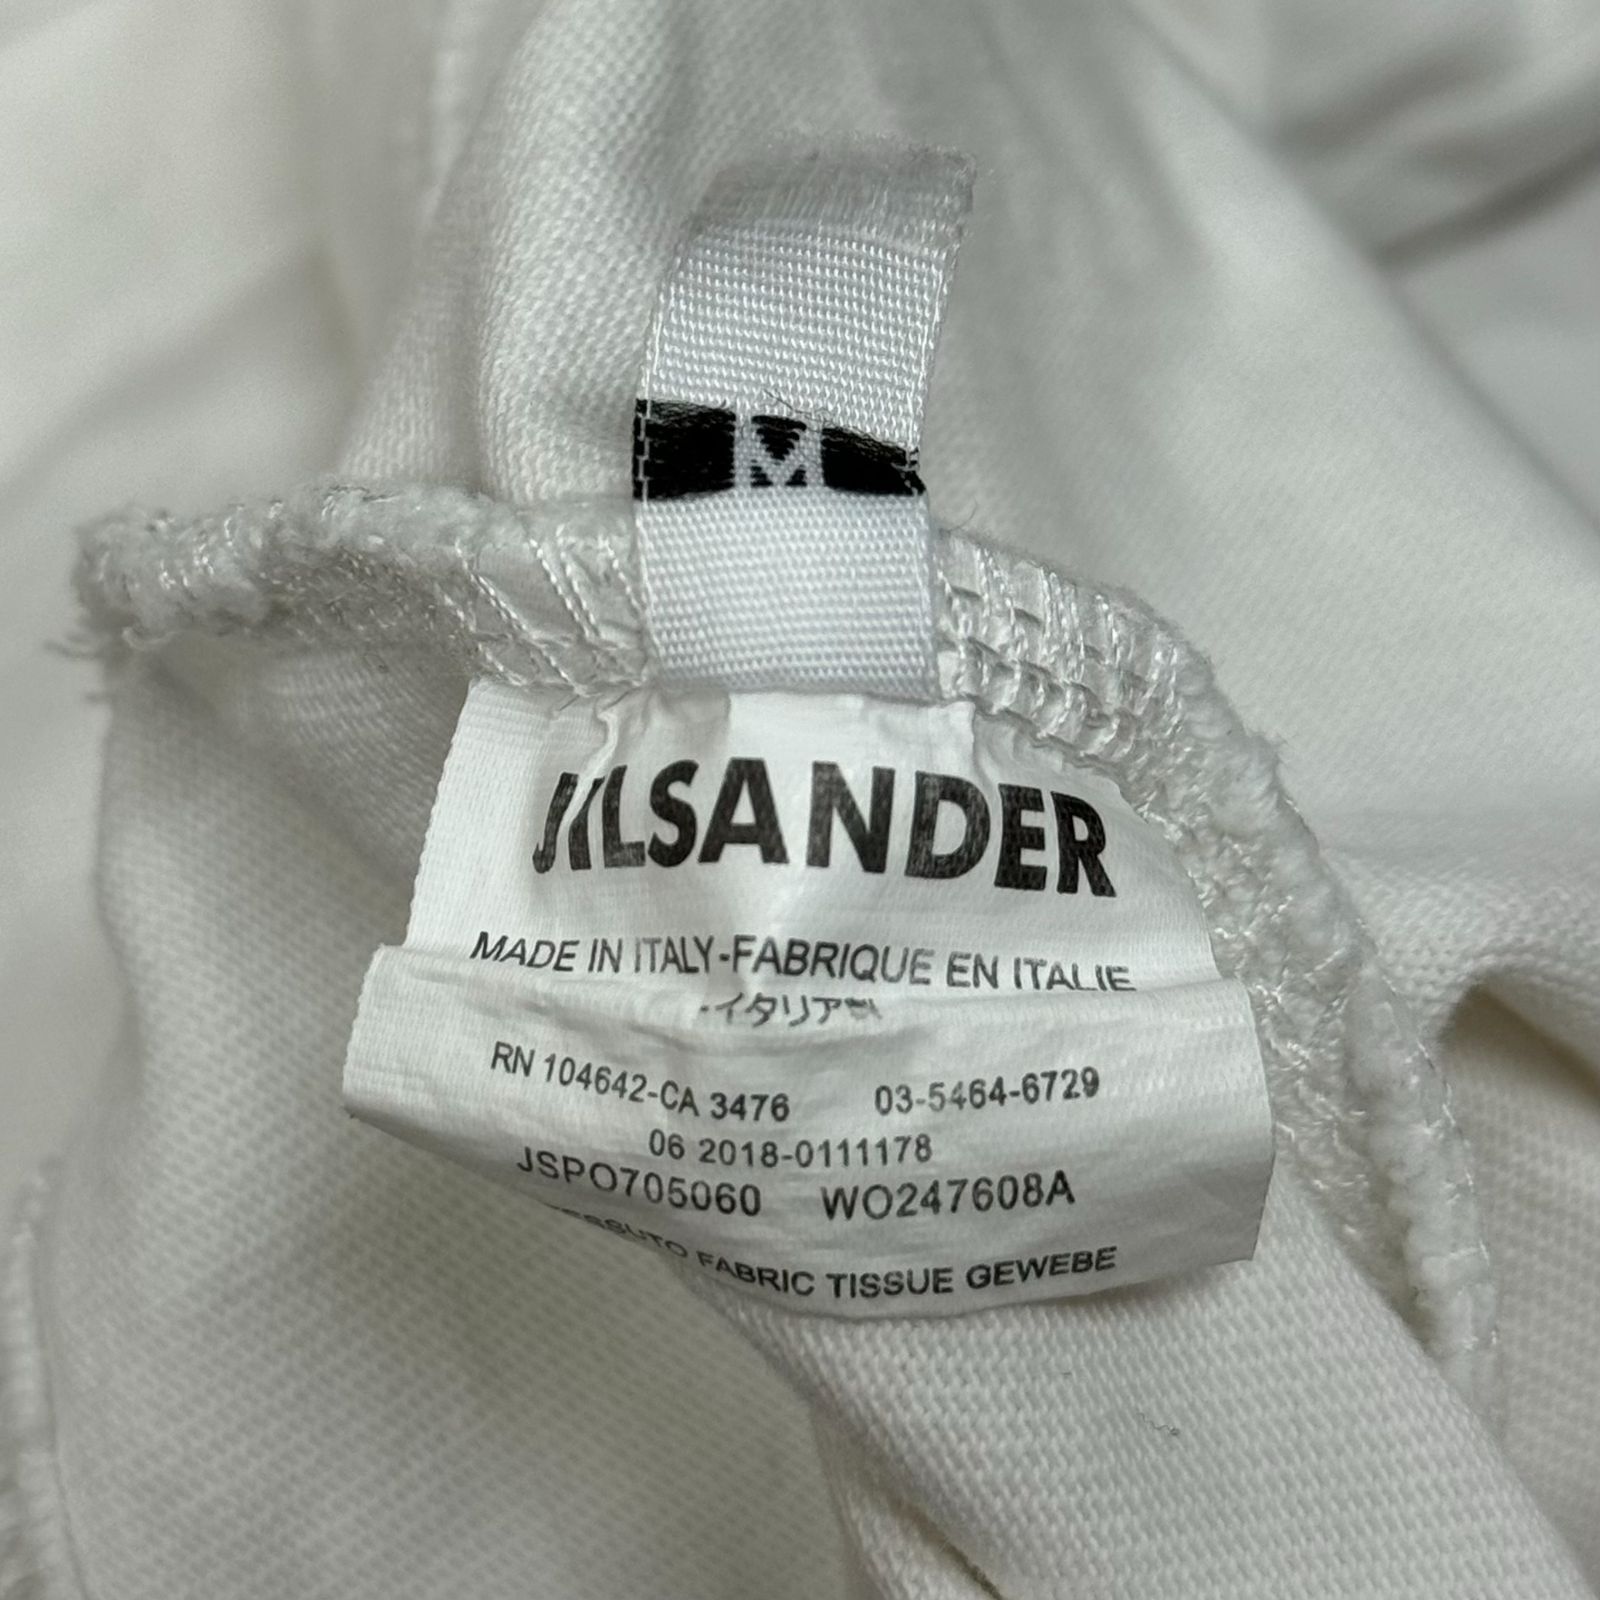 M
JILSANDER
MADE IN ITALY-FABRIQUE EN ITALIE
-イタリア製
RN 104642-CA 3476 03-5464-6729
06 2018-0111178
JSPO705060 WO247608A
TESSUTO FABRIC TISSUE GEWEBE